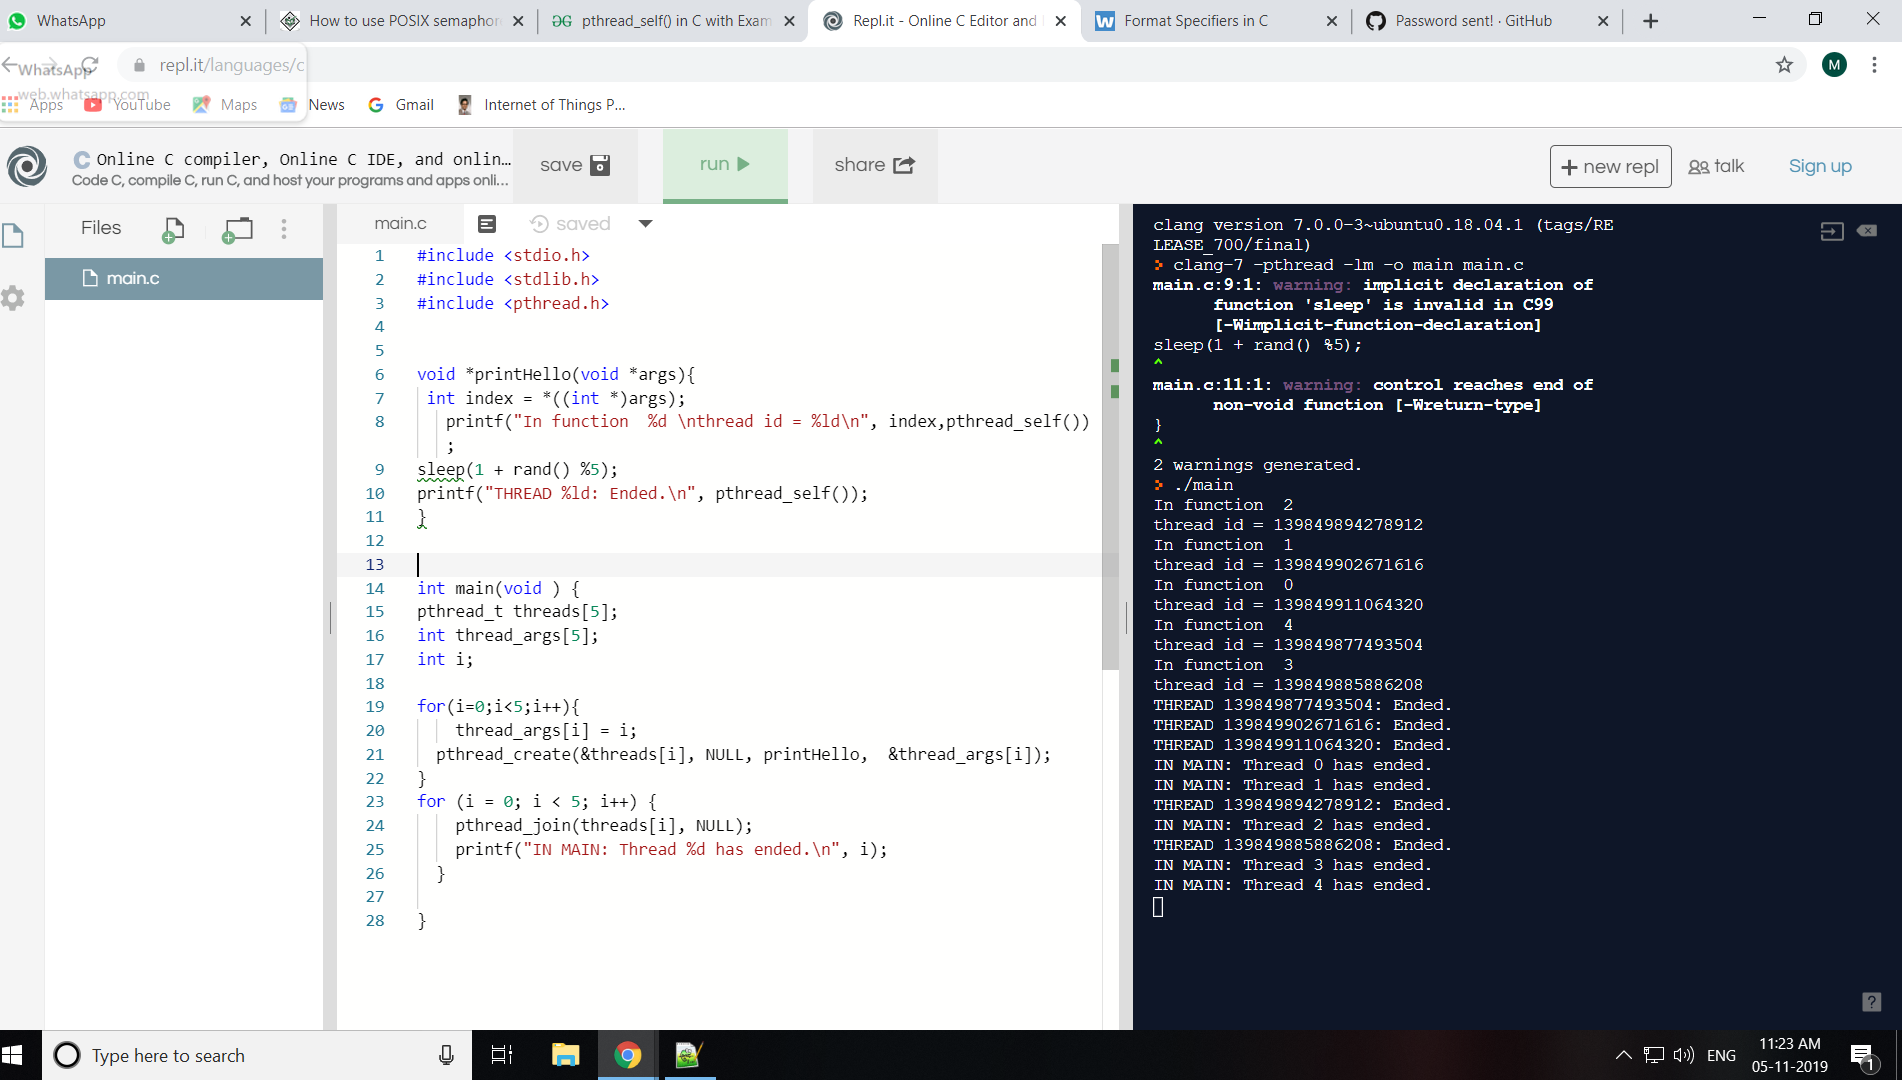 WhatsApp
How to use POSIX semaphor
pthread_self() in C with Exam
Repl.it - Online C Editor and
Format Specifiers in C
Password sent! · GitHub
WhatsApp
web.whatsapp.com
repl.it/languages/c
M
Apps
YouTube
Maps
News
Gmail
Internet of Things P...
C Online C compiler, Online C IDE, and onlin...
Code C, compile C, run C, and host your programs and apps onli...
save
run
share
+ new repl
talk
Sign up
Files
main.c
main.c
saved
1 #include <stdio.h>
2 #include <stdlib.h>
3 #include <pthread.h>
4
5
6 void *printHello(void *args){
7 int index = *((int *)args);
8 printf("In function  %d \nthread id = %ld\n", index,pthread_self())
;
9 sleep(1 + rand() %5);
10 printf("THREAD %ld: Ended.\n", pthread_self());
11 }
12
13
14 int main(void ) {
15 pthread_t threads[5];
16 int thread_args[5];
17 int i;
18
19 for(i=0;i<5;i++){
20 thread_args[i] = i;
21 pthread_create(&threads[i], NULL, printHello,  &thread_args[i]);
22 }
23 for (i = 0; i < 5; i++) {
24 pthread_join(threads[i], NULL);
25 printf("IN MAIN: Thread %d has ended.\n", i);
26 }
27
28 }
clang version 7.0.0-3~ubuntu0.18.04.1 (tags/RE
LEASE_700/final)
> clang-7 -pthread -lm -o main main.c
main.c:9:1: warning: implicit declaration of
function 'sleep' is invalid in C99
[-Wimplicit-function-declaration]
sleep(1 + rand() %5);
^
main.c:11:1: warning: control reaches end of
non-void function [-Wreturn-type]
}
^
2 warnings generated.
> ./main
In function  2
thread id = 139849894278912
In function  1
thread id = 139849902671616
In function  0
thread id = 139849911064320
In function  4
thread id = 139849877493504
In function  3
thread id = 139849885886208
THREAD 139849877493504: Ended.
THREAD 139849902671616: Ended.
THREAD 139849911064320: Ended.
IN MAIN: Thread 0 has ended.
IN MAIN: Thread 1 has ended.
THREAD 139849894278912: Ended.
IN MAIN: Thread 2 has ended.
THREAD 139849885886208: Ended.
IN MAIN: Thread 3 has ended.
IN MAIN: Thread 4 has ended.
?
Type here to search
ENG
11:23 AM
05-11-2019
1